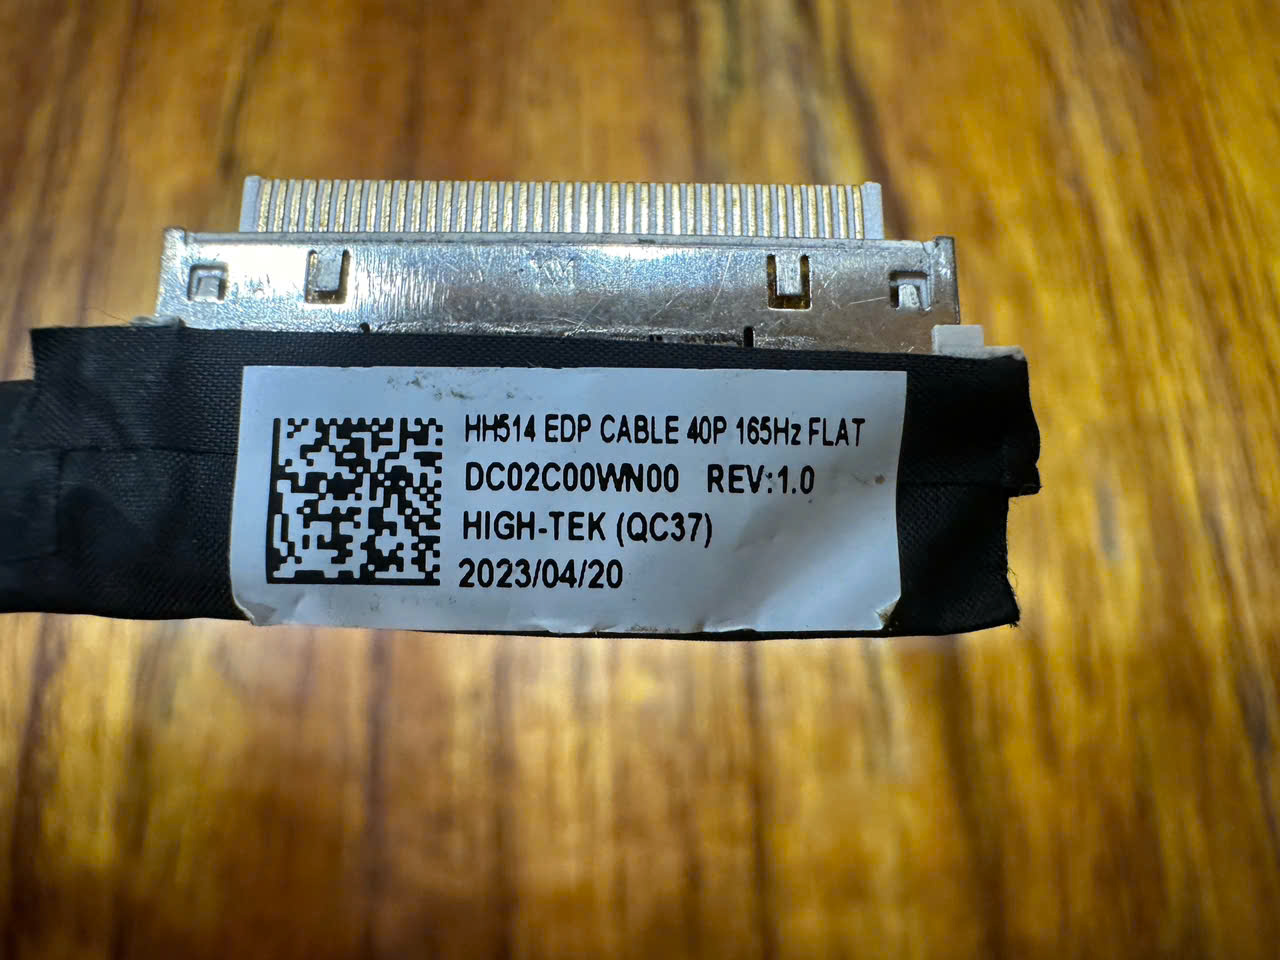 HH514 EDP CABLE 40P 165Hz FLAT
DC02C00WN00 REV:1.0
HIGH-TEK (QC37)
2023/04/20